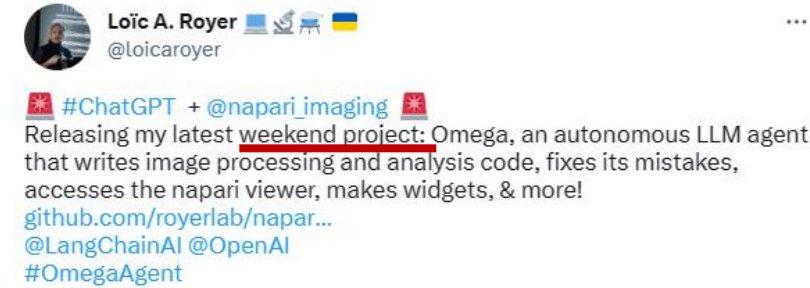 Loïc A. Royer 💻🔬⚗️ 🇺🇦
@loicaroyer
🚨 #ChatGPT + @napari_imaging 🚨
Releasing my latest weekend project: Omega, an autonomous LLM agent
that writes image processing and analysis code, fixes its mistakes,
accesses the napari viewer, makes widgets, & more!
github.com/royerlab/napar...
@LangChainAI @OpenAI
#OmegaAgent